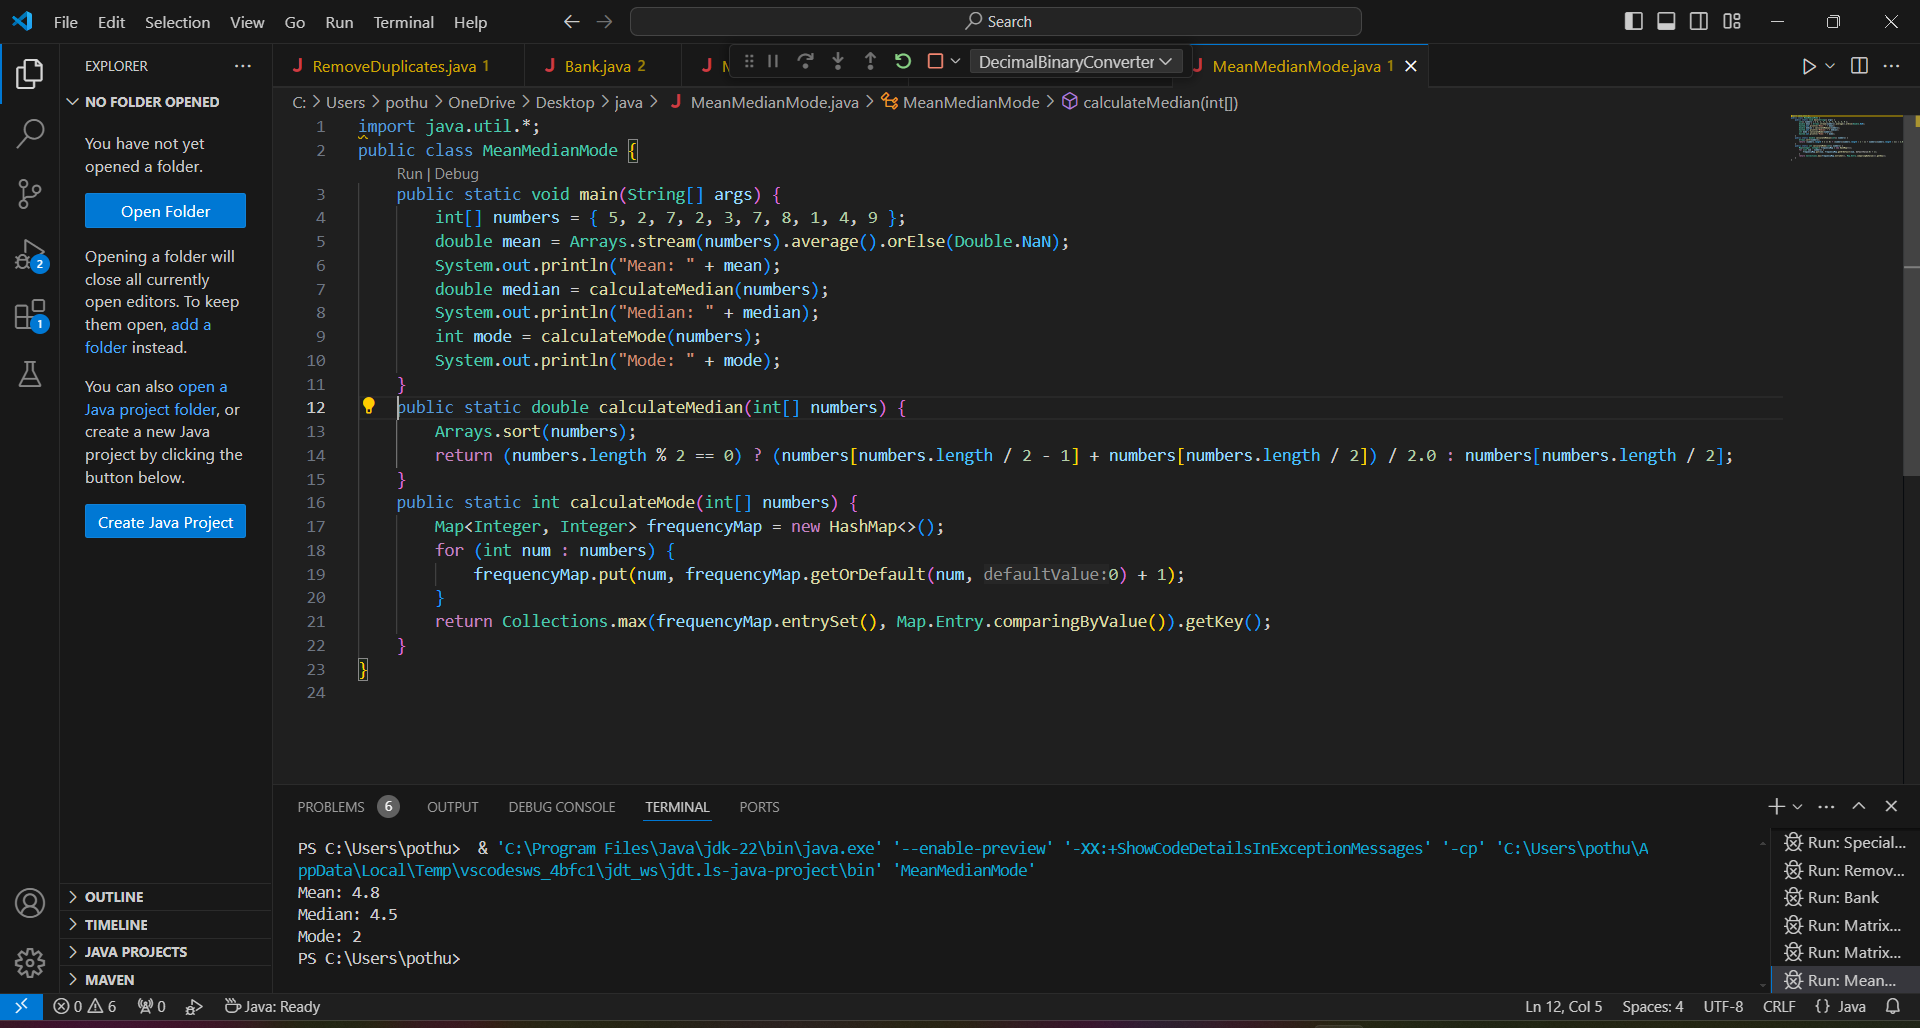 File Edit Selection View Go Run Terminal Help
Search
EXPLORER
NO FOLDER OPENED
You have not yet
opened a folder.
Open Folder
Opening a folder will
close all currently
open editors. To keep
them open, add a
folder instead.
You can also open a
Java project folder, or
create a new Java
project by clicking the
button below.
Create Java Project
OUTLINE
TIMELINE
JAVA PROJECTS
MAVEN
2
1
RemoveDuplicates.java 1
Bank.java 2
DecimalBinaryConverter
MeanMedianMode.java 1
C: > Users > pothu > OneDrive > Desktop > java > MeanMedianMode.java > MeanMedianMode > calculateMedian(int[])
1 import java.util.*;
2 public class MeanMedianMode {
Run | Debug
3 public static void main(String[] args) {
4 int[] numbers = { 5, 2, 7, 2, 3, 7, 8, 1, 4, 9 };
5 double mean = Arrays.stream(numbers).average().orElse(Double.NaN);
6 System.out.println("Mean: " + mean);
7 double median = calculateMedian(numbers);
8 System.out.println("Median: " + median);
9 int mode = calculateMode(numbers);
10 System.out.println("Mode: " + mode);
11 }
12 public static double calculateMedian(int[] numbers) {
13 Arrays.sort(numbers);
14 return (numbers.length % 2 == 0) ? (numbers[numbers.length / 2 - 1] + numbers[numbers.length / 2]) / 2.0 : numbers[numbers.length / 2];
15 }
16 public static int calculateMode(int[] numbers) {
17 Map<Integer, Integer> frequencyMap = new HashMap<>();
18 for (int num : numbers) {
19 frequencyMap.put(num, frequencyMap.getOrDefault(num, defaultValue:0) + 1);
20 }
21 return Collections.max(frequencyMap.entrySet(), Map.Entry.comparingByValue()).getKey();
22 }
23 }
24
PROBLEMS 6 OUTPUT DEBUG CONSOLE TERMINAL PORTS
PS C:\Users\pothu>  & 'C:\Program Files\Java\jdk-22\bin\java.exe' '--enable-preview' '-XX:+ShowCodeDetailsInExceptionMessages' '-cp' 'C:\Users\pothu\A
ppData\Local\Temp\vscodesws_4bfc1\jdt_ws\jdt.ls-java-project\bin' 'MeanMedianMode'
Mean: 4.8
Median: 4.5
Mode: 2
PS C:\Users\pothu>
Run: Special...
Run: Remov...
Run: Bank
Run: Matrix...
Run: Matrix...
Run: Mean...
0 6 0 Java: Ready
Ln 12, Col 5 Spaces: 4 UTF-8 CRLF {} Java